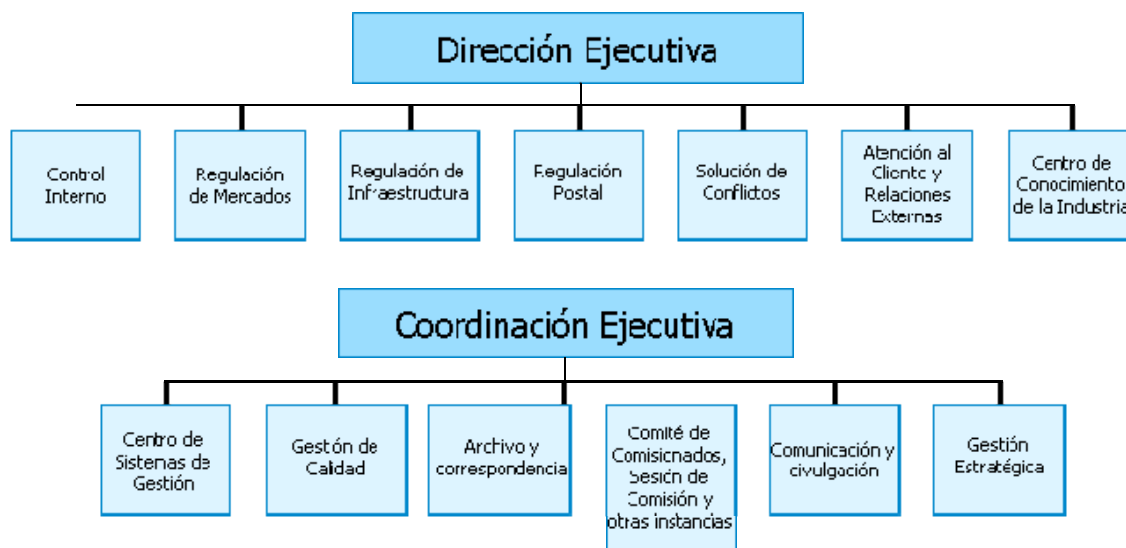 Dirección Ejecutiva
Control
Interno
Regulación
de Mercados
Regulación de
Infraestructura
Regulación
Postal
Solución de
Conflictos
Atención al
Cliente y
Relaciones
Externas
Centro de
Conocimiento
de la Industria
Coordinación Ejecutiva
Centro de
Sistemas de
Gestión
Gestión de
Calidad
Archivo y
correspondencia
Comité de
Comisionados,
Sesión de
Comisión y
otras instancias
Comunicación y
divulgación
Gestión
Estratégica